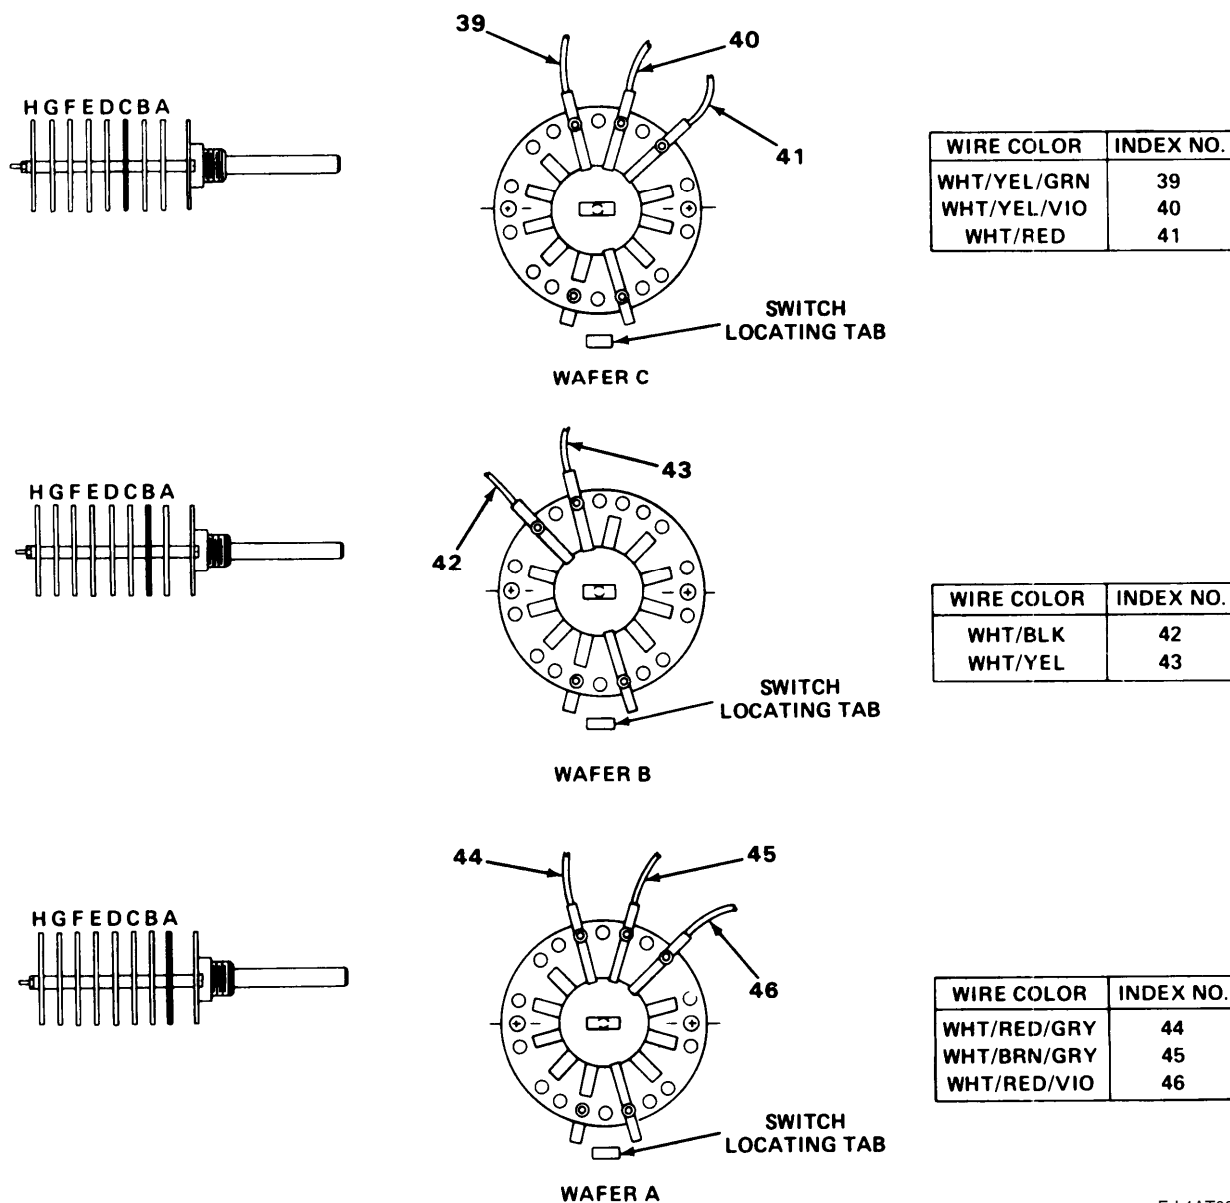 39
40
41
H G F E D C B A
WIRE COLOR INDEX NO.
WHT/YEL/GRN 39
WHT/YEL/VIO 40
WHT/RED 41
SWITCH
LOCATING TAB
WAFER C
43
42
H G F E D C B A
WIRE COLOR INDEX NO.
WHT/BLK 42
WHT/YEL 43
SWITCH
LOCATING TAB
WAFER B
44
45
46
H G F E D C B A
WIRE COLOR INDEX NO.
WHT/RED/GRY 44
WHT/BRN/GRY 45
WHT/RED/VIO 46
SWITCH
LOCATING TAB
WAFER A